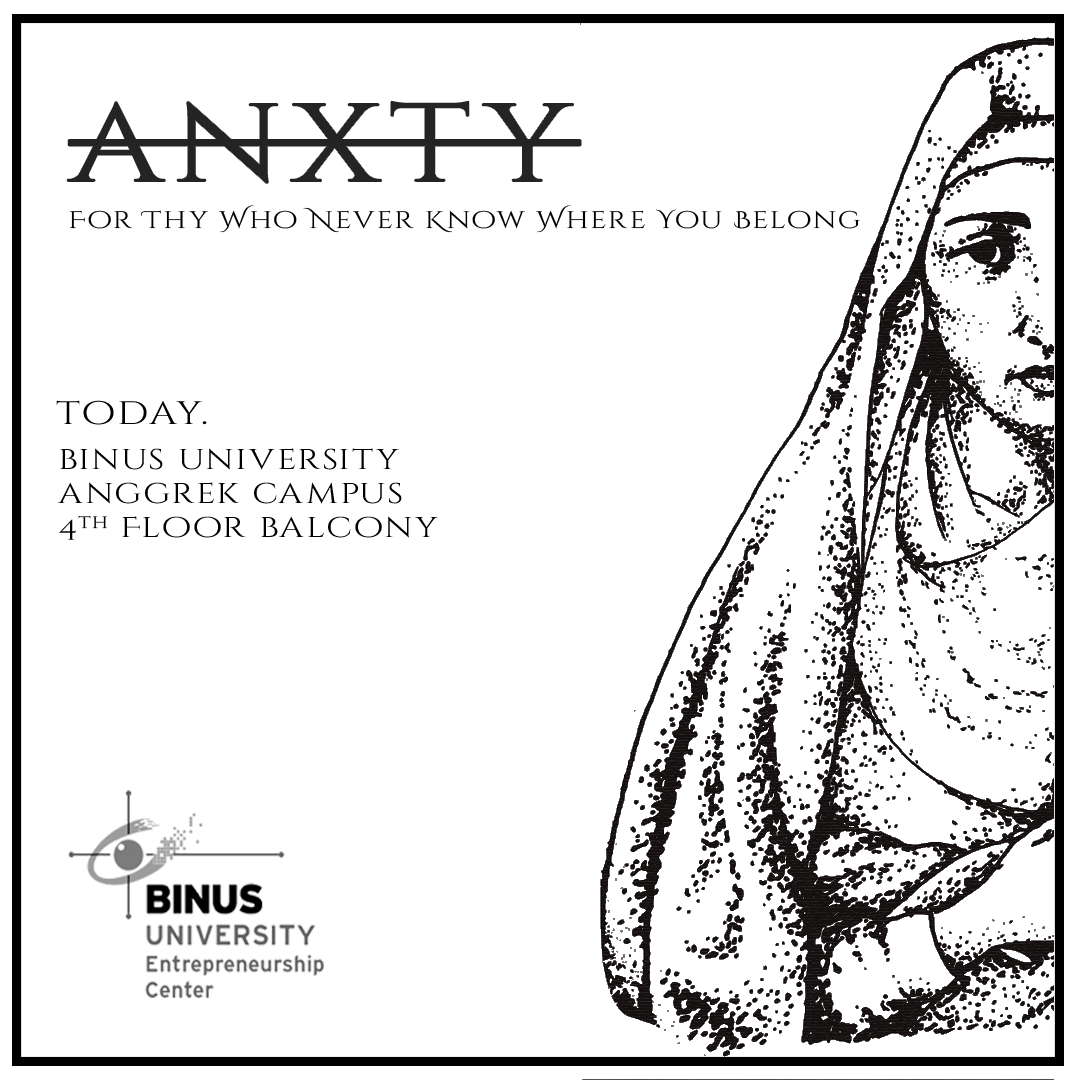 ANXTY
FOR THY WHO NEVER KNOW WHERE YOU BELONG
TODAY.
BINUS UNIVERSITY
ANGGREK CAMPUS
4TH FLOOR BALCONY
BINUS
UNIVERSITY
Entrepreneurship
Center